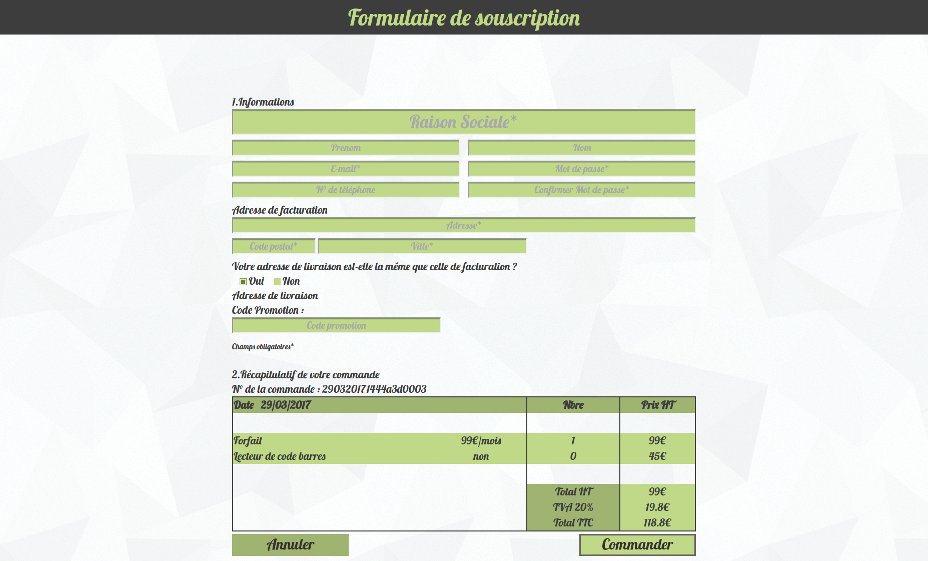 Formulaire de souscription
1.Informations
Raison Sociale*
Prenom Nom
E-mail* Mot de passe*
N° de téléphone Confirmer Mot de passe*
Adresse de facturation
Adresse*
Code postal* Ville*
Votre adresse de livraison est-elle la même que celle de facturation ?
Oui Non
Adresse de livraison
Code Promotion :
Code promotion
Champs obligatoires*
2.Récapitulatif de votre commande
N° de la commande : 290320171444a3d0003
Date 29/03/2017 Nbre Prix HT
Forfait 99€/mois 1 99€
Lecteur de code barres non 0 45€
Total HT 99€
TVA 20% 19.8€
Total TTC 118.8€
Annuler Commander